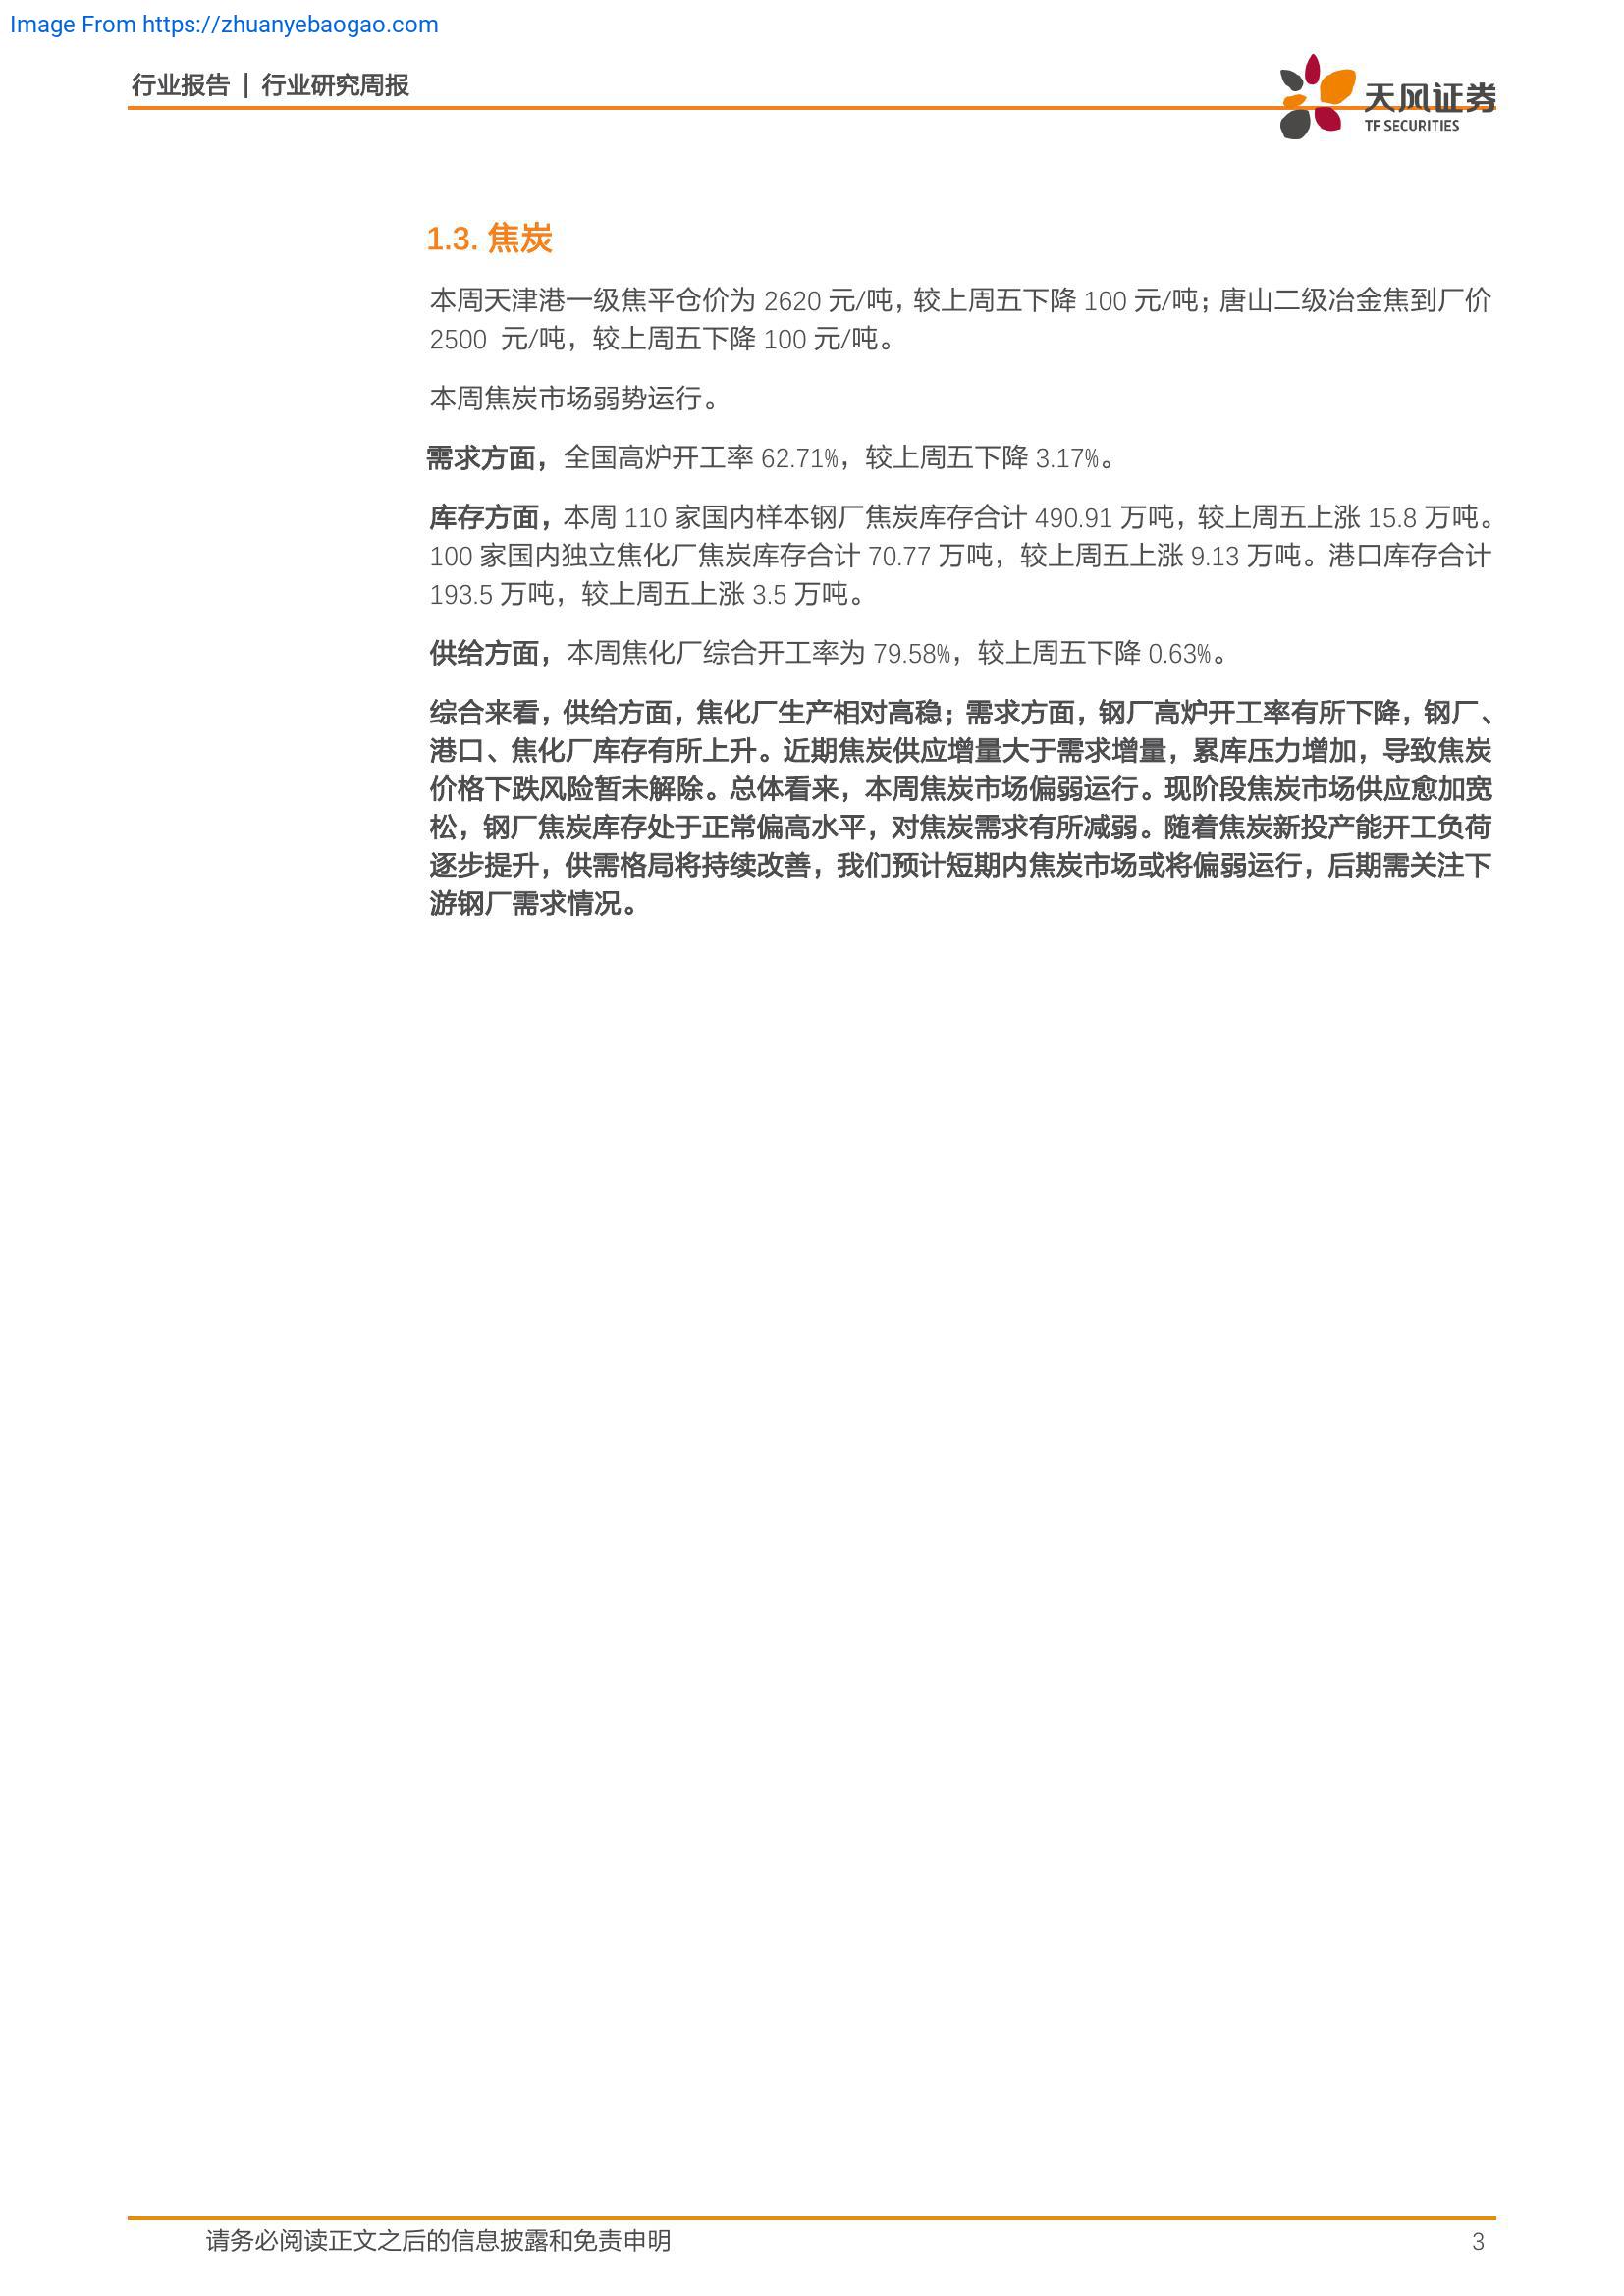 Image From https://zhuanyebaogao.com
行业报告 | 行业研究周报
天风证券
TF SECURITIES
1.3. 焦炭
本周天津港一级焦平仓价为 2620 元/吨，较上周五下降 100 元/吨；唐山二级冶金焦到厂价
2500 元/吨，较上周五下降 100 元/吨。
本周焦炭市场弱势运行。
需求方面，全国高炉开工率 62.71%，较上周五下降 3.17%。
库存方面，本周 110 家国内样本钢厂焦炭库存合计 490.91 万吨，较上周五上涨 15.8 万吨。
100 家国内独立焦化厂焦炭库存合计 70.77 万吨，较上周五上涨 9.13 万吨。港口库存合计
193.5 万吨，较上周五上涨 3.5 万吨。
供给方面，本周焦化厂综合开工率为 79.58%，较上周五下降 0.63%。
综合来看，供给方面，焦化厂生产相对高稳；需求方面，钢厂高炉开工率有所下降，钢厂、
港口、焦化厂库存有所上升。近期焦炭供应增量大于需求增量，累库压力增加，导致焦炭
价格下跌风险暂未解除。总体看来，本周焦炭市场偏弱运行。现阶段焦炭市场供应愈加宽
松，钢厂焦炭库存处于正常偏高水平，对焦炭需求有所减弱。随着焦炭新投产能开工负荷
逐步提升，供需格局将持续改善，我们预计短期内焦炭市场或将偏弱运行，后期需关注下
游钢厂需求情况。
请务必阅读正文之后的信息披露和免责申明
3